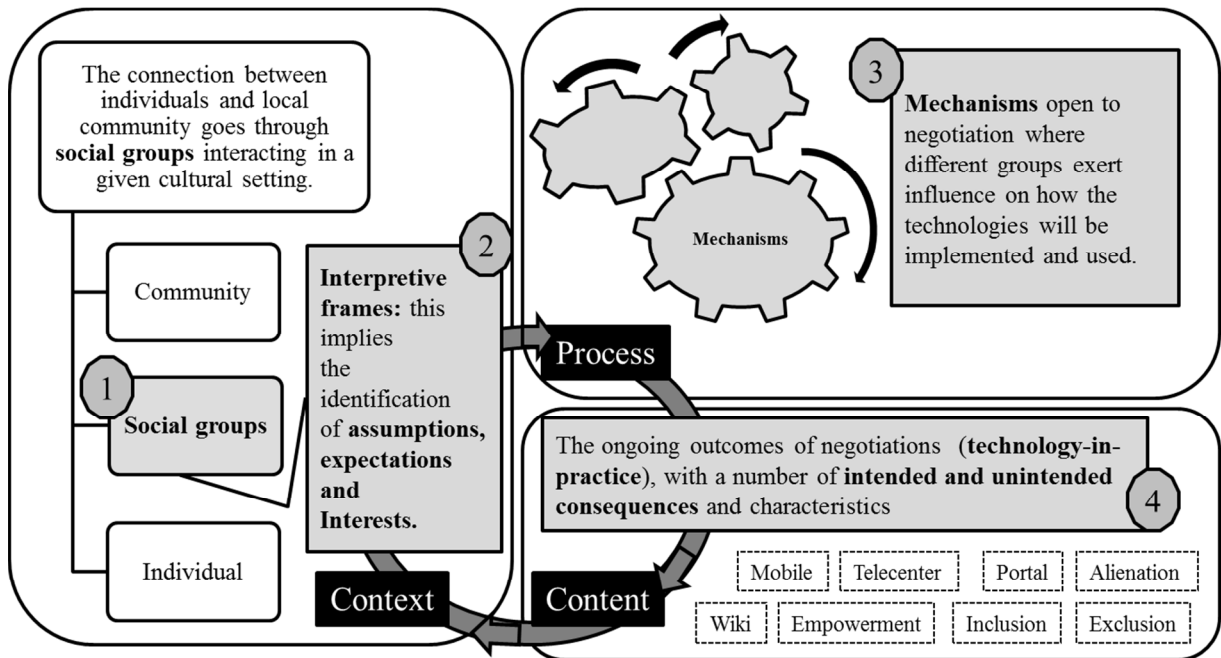 The connection between
individuals and local
community goes through
social groups interacting in a
given cultural setting.
Community
1
Social groups
Individual
2
Interpretive
frames: this
implies
the
identification
of assumptions,
expectations
and
Interests.
Context
Mechanisms
3
Mechanisms open to
negotiation where
different groups exert
influence on how the
technologies will be
implemented and used.
Process
The ongoing outcomes of negotiations (technology-in-
practice), with a number of intended and unintended
consequences and characteristics
4
Content
Mobile
Telecenter
Portal
Alienation
Wiki
Empowerment
Inclusion
Exclusion